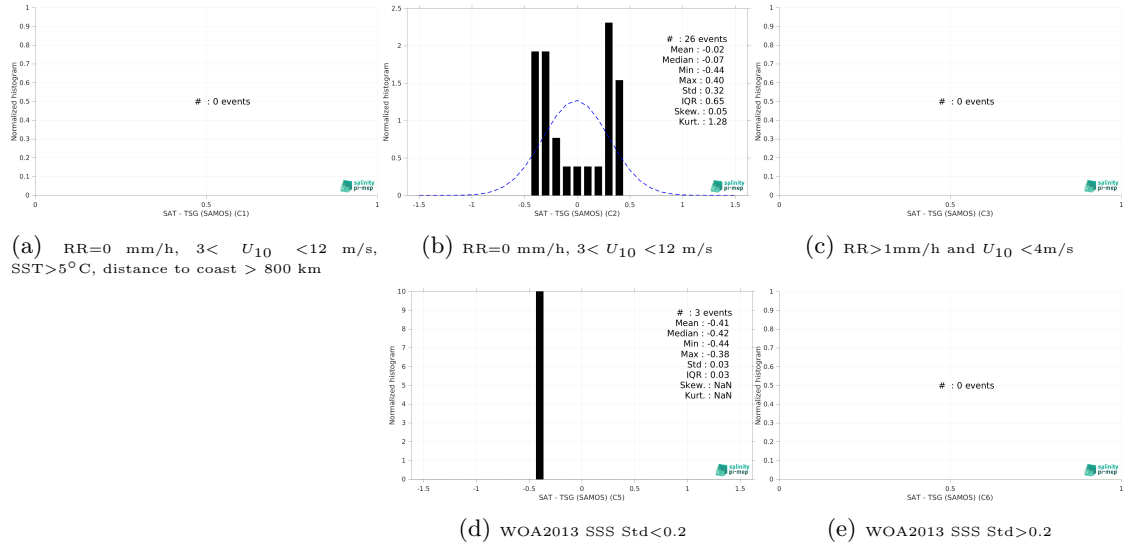 1
0.9
0.8
0.7
0.6
0.5
0.4
0.3
0.2
0.1
0
Normalized histogram
# : 0 events
salinity
pi-mep
0 0.5 1
SAT - TSG (SAMOS) (C1)
2.5
2
1.5
1
0.5
0
Normalized histogram
# : 26 events
Mean : -0.02
Median : -0.07
Min : -0.44
Max : 0.40
Std : 0.32
IQR : 0.65
Skew. : 0.05
Kurt. : 1.28
salinity
pi-mep
-1.5 -1 -0.5 0 0.5 1 1.5
SAT - TSG (SAMOS) (C2)
1
0.9
0.8
0.7
0.6
0.5
0.4
0.3
0.2
0.1
0
Normalized histogram
# : 0 events
salinity
pi-mep
0 0.5 1
SAT - TSG (SAMOS) (C3)
(a) RR=0 mm/h, 3< U10 <12 m/s,
SST>5°C, distance to coast > 800 km
(b) RR=0 mm/h, 3< U10 <12 m/s
(c) RR>1mm/h and U10 <4m/s
10
9
8
7
6
5
4
3
2
1
0
Normalized histogram
# : 3 events
Mean : -0.41
Median : -0.42
Min : -0.44
Max : -0.38
Std : 0.03
IQR : 0.03
Skew. : NaN
Kurt. : NaN
salinity
pi-mep
-1.5 -1 -0.5 0 0.5 1 1.5
SAT - TSG (SAMOS) (C5)
1
0.9
0.8
0.7
0.6
0.5
0.4
0.3
0.2
0.1
0
Normalized histogram
# : 0 events
salinity
pi-mep
0 0.5 1
SAT - TSG (SAMOS) (C6)
(d) WOA2013 SSS Std<0.2
(e) WOA2013 SSS Std>0.2